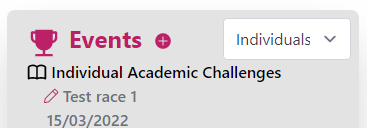 Events
Individuals
Individual Academic Challenges
Test race 1
15/03/2022